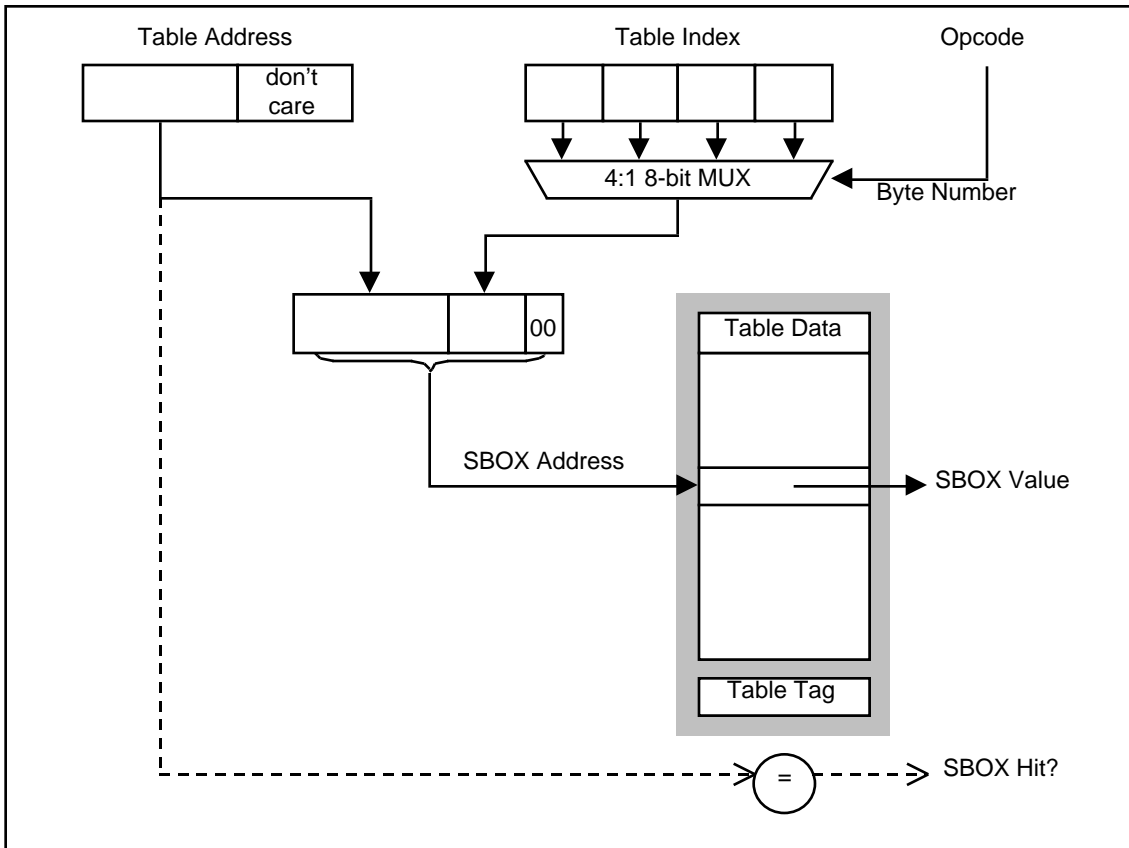 Table Address
Table Index
Opcode
don't
care
4:1 8-bit MUX
Byte Number
00
Table Data
SBOX Address
SBOX Value
Table Tag
=
SBOX Hit?